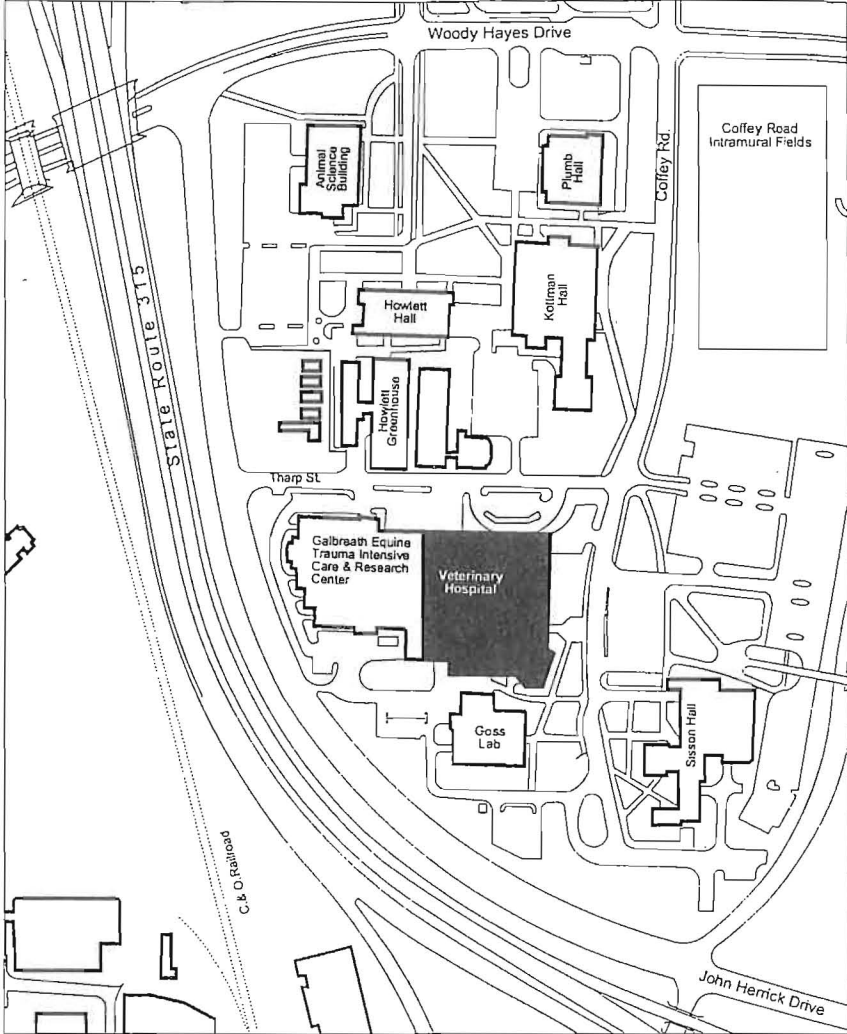 Woody Hayes Drive
Coffey Road
Intramural Fields
Animal
Science
Building
Plumb
Hall
Coffey Rd.
State Route 315
Howlett
Hall
Kottman
Hall
Howlett
Greenhouse
Tharp St.
Galbreath Equine
Trauma Intensive
Care & Research
Center
Veterinary
Hospital
Goss
Lab
Sisson Hall
C.& O.Railroad
John Herrick Drive